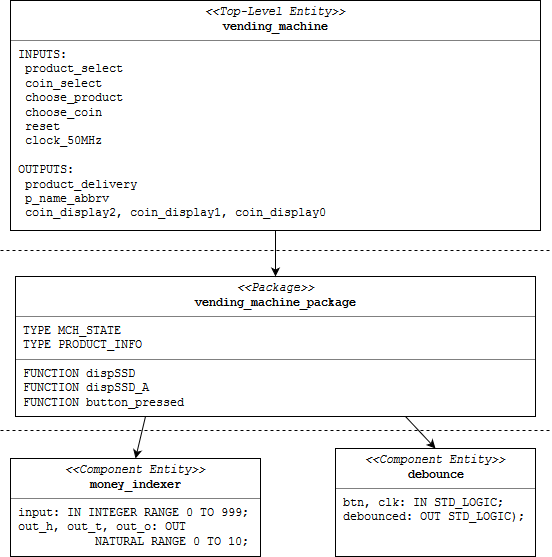 <<Top-Level Entity>>
vending_machine
INPUTS:
product_select
coin_select
choose_product
choose_coin
reset
clock_50MHz
OUTPUTS:
product_delivery
p_name_abbrv
coin_display2, coin_display1, coin_display0
<<Package>>
vending_machine_package
TYPE MCH_STATE
TYPE PRODUCT_INFO
FUNCTION dispSSD
FUNCTION dispSSD_A
FUNCTION button_pressed
<<Component Entity>>
money_indexer
input: IN INTEGER RANGE 0 TO 999;
out_h, out_t, out_o: OUT
NATURAL RANGE 0 TO 10;
<<Component Entity>>
debounce
btn, clk: IN STD_LOGIC;
debounced: OUT STD_LOGIC);